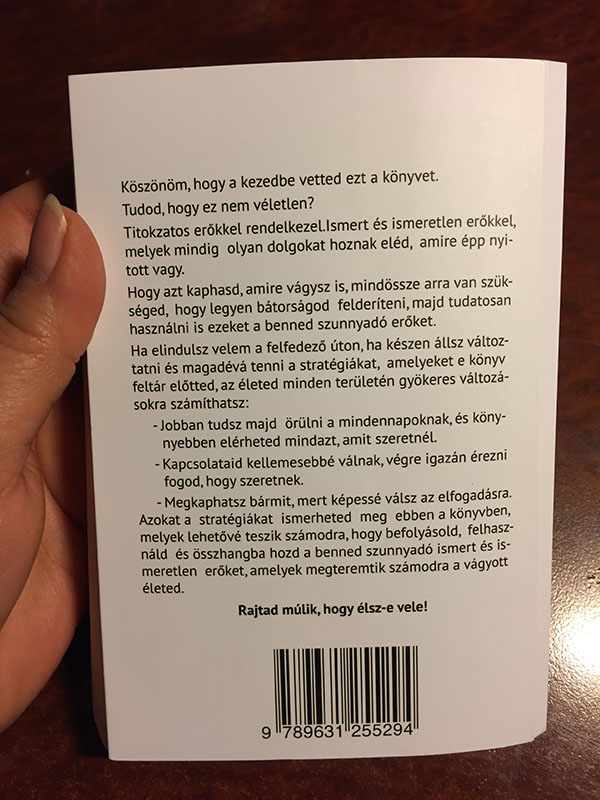 Köszönöm, hogy a kezedbe vetted ezt a könyvet.
Tudod, hogy ez nem véletlen?
Titokzatos erőkkel rendelkezel.Ismert és ismeretlen erőkkel,
melyek mindig olyan dolgokat hoznak eléd, amire épp nyi-
tott vagy.
Hogy azt kaphasd, amire vágysz is, mindössze arra van szük-
séged, hogy legyen bátorságod felderíteni, majd tudatosan
használni is ezeket a benned szunnyadó erőket.
Ha elindulsz velem a felfedező úton, ha készen állsz változ-
tatni és magadévá tenni a stratégiákat, amelyeket e könyv
feltár előtted, az életed minden területén gyökeres változá-
sokra számíthatsz:
- Jobban tudsz majd örülni a mindennapoknak, és köny-
nyebben elérheted mindazt, amit szeretnél.
- Kapcsolataid kellemesebbé válnak, végre igazán érezni
fogod, hogy szeretnek.
- Megkaphatsz bármit, mert képessé válsz az elfogadásra.
Azokat a stratégiákat ismerheted meg ebben a könyvben,
melyek lehetővé teszik számodra, hogy befolyásold, felhasz-
náld és összhangba hozd a benned szunnyadó ismert és is-
meretlen erőket, amelyek megteremtik számodra a vágyott
életed.
Rajtad múlik, hogy élsz-e vele!
9 789631 255294